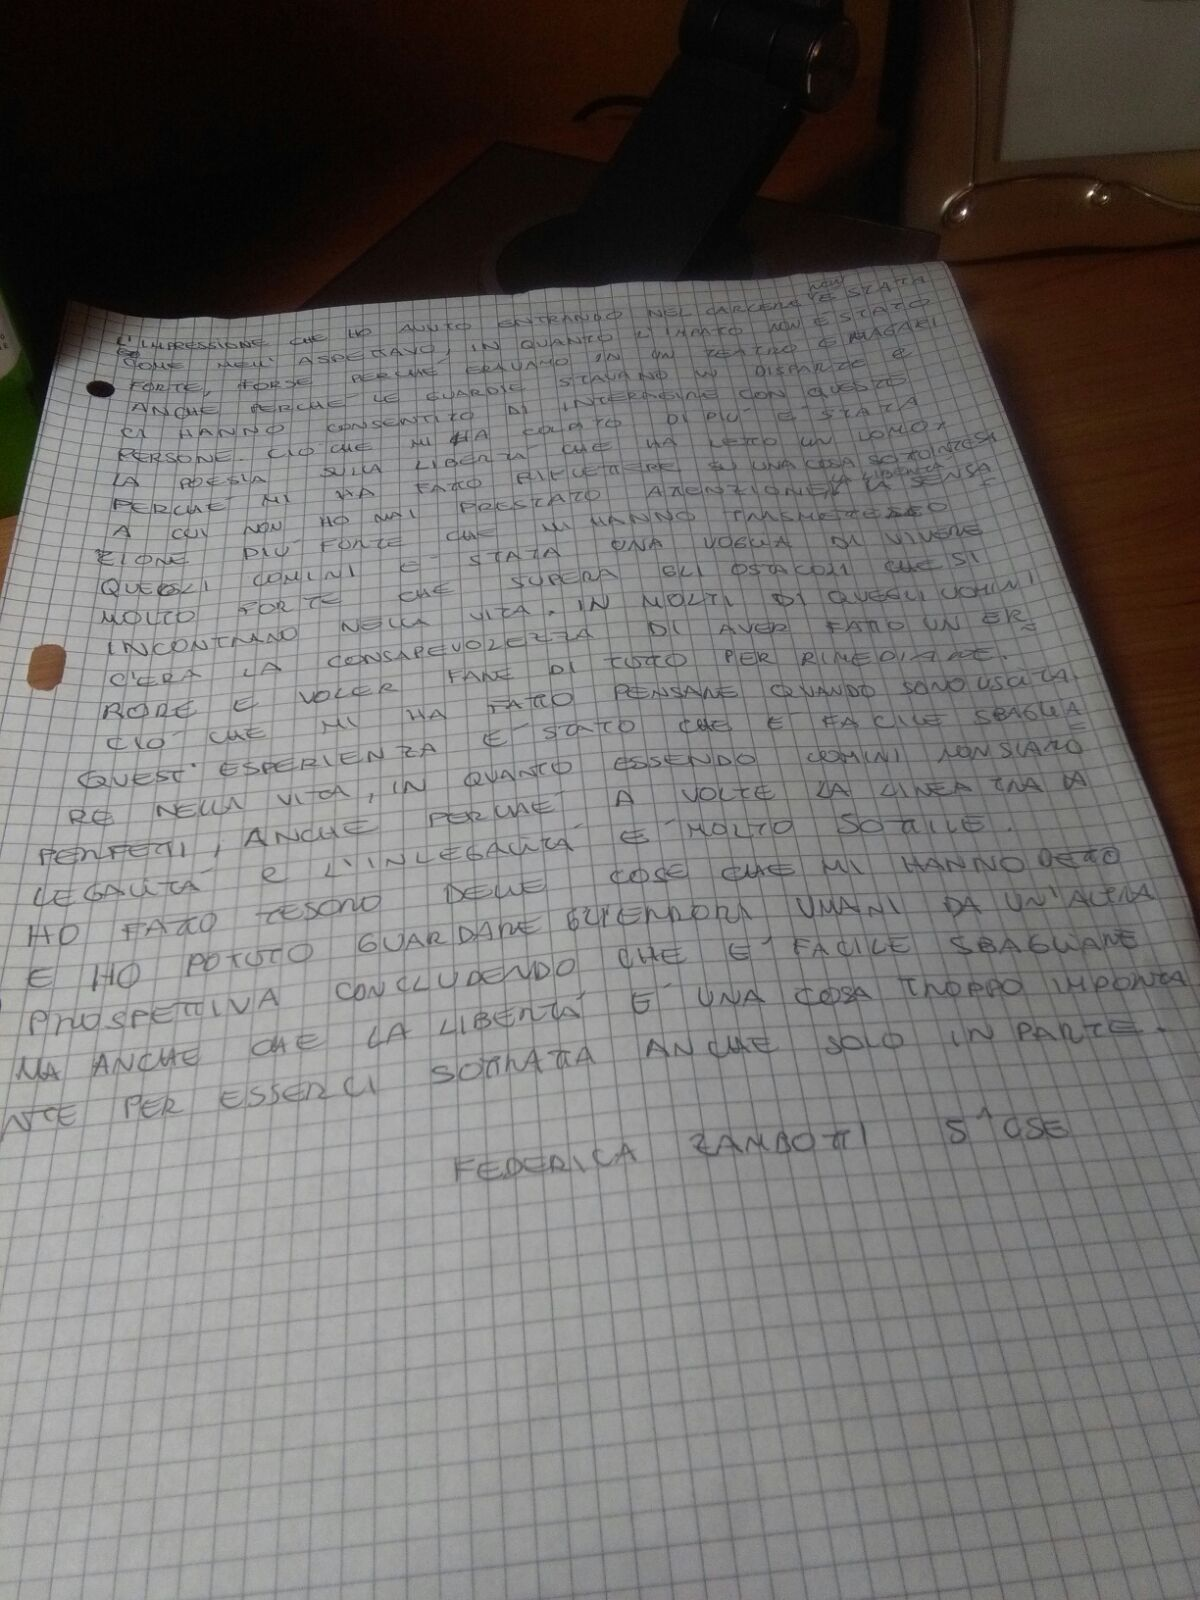 L'IMPRESSIONE CHE HO AVUTO ENTRANDO NEL CARCERE NON È STATA
COME MELL' ASPETTAVO, IN QUANTO L'IMPATO NON E STATO
FORTE, FORSE PERCHÉ ERAVAMO IN UN TEATRO E MAGARI
ANCHE PERCHÉ LE GUARDIE STAVANO IN DISPARTE E
CI HANNO CONSENTITO DI INTERAGIRE CON QUESTE
PERSONE. CIÒ CHE MI HA COLPITO DI PIÙ È STATA
LA POESIA SULLA LIBERTÀ CHE HA LETTO UN UOMO,
PERCHÉ MI HA FATTO RIFLETTERE SU UNA COSA SOTTOINTESA
A CUI NON HO MAI PRESTATO ATTENZIONE, LA LIBERTÀ. LA SENSA
ZIONE PIÙ FORTE CHE MI HANNO TRASMESSO
QUEGLI UOMINI È STATA UNA VOGLIA DI VIVERE
MOLTO FORTE CHE SUPERA GLI OSTACOLI CHE SI
INCONTRANO NELLA VITA. IN MOLTI DI QUEGLI UOMINI
C'ERA LA CONSAPEVOLEZZA DI AVER FATTO UN ER=
RORE E VOLER FARE DI TUTTO PER RIMEDIARE.
CIÒ CHE MI HA FATTO PENSARE QUANDO SONO USCITA
QUEST'ESPERIENZA È STATO CHE È FACILE SBAGLIA=
RE NELLA VITA, IN QUANTO ESSENDO UOMINI NON SIAMO
PERFETTI, ANCHE PERCHÉ A VOLTE LA LINEA TRA LA
LEGALITÀ E L'INLEGALITÀ È MOLTO SOTTILE.
HO FATTO TESORO DELLE COSE CHE MI HANNO DETTO
E HO POTUTO GUARDARE GLI ERRORI UMANI DA UN'ALTRA
PROSPETTIVA CONCLUDENDO CHE È FACILE SBAGLIARE
MA ANCHE CHE LA LIBERTÀ È UNA COSA TROPPO IMPORTA
NTE PER ESSERCI SOTTRATTA ANCHE SOLO IN PARTE.
FEDERICA ZAMBOTTI 5^ CSE